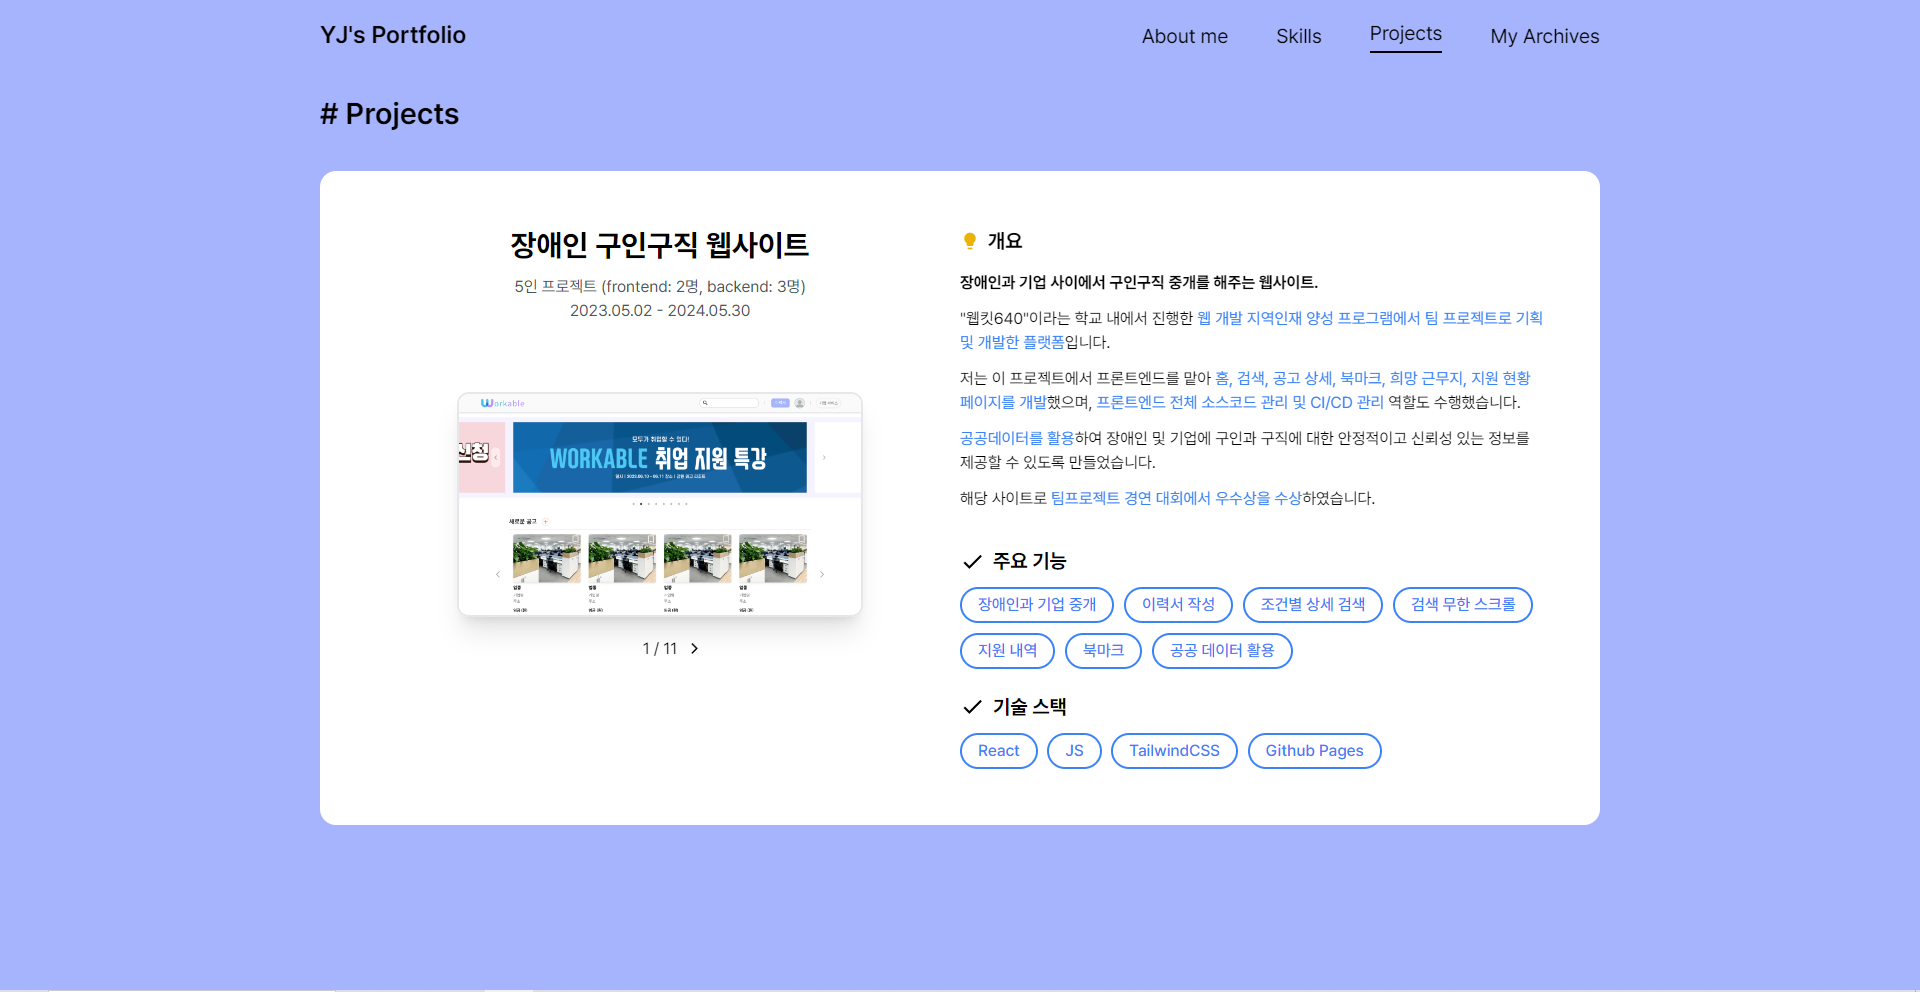 YJ's Portfolio
About me
Skills
Projects
My Archives
# Projects
장애인 구인구직 웹사이트
5인 프로젝트 (frontend: 2명, backend: 3명)
2023.05.02 - 2024.05.30
Workable
신청
모두가 취업할 수 있다!
WORKABLE 취업 지원 특강
새로운 공고
업종
업종
업종
업종
1 / 11
개요
장애인과 기업 사이에서 구인구직 중개를 해주는 웹사이트.
"웹킷640"이라는 학교 내에서 진행한 웹 개발 지역인재 양성 프로그램에서 팀 프로젝트로 기획
및 개발한 플랫폼입니다.
저는 이 프로젝트에서 프론트엔드를 맡아 홈, 검색, 공고 상세, 북마크, 희망 근무지, 지원 현황
페이지를 개발했으며, 프론트엔드 전체 소스코드 관리 및 CI/CD 관리 역할도 수행했습니다.
공공데이터를 활용하여 장애인 및 기업에 구인과 구직에 대한 안정적이고 신뢰성 있는 정보를
제공할 수 있도록 만들었습니다.
해당 사이트로 팀프로젝트 경연 대회에서 우수상을 수상하였습니다.
주요 기능
장애인과 기업 중개
이력서 작성
조건별 상세 검색
검색 무한 스크롤
지원 내역
북마크
공공 데이터 활용
기술 스택
React
JS
TailwindCSS
Github Pages